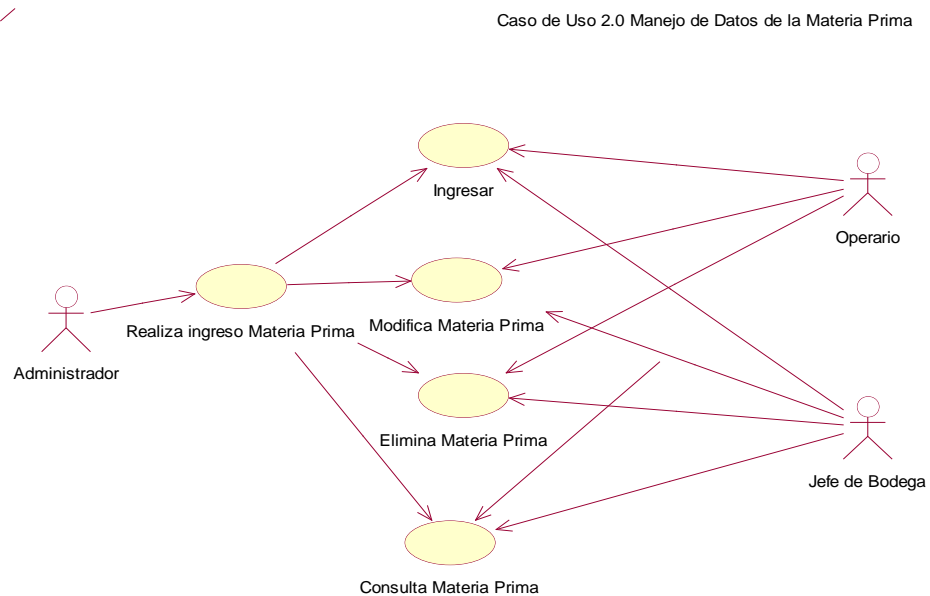 Caso de Uso 2.0 Manejo de Datos de la Materia Prima
Ingresar
Operario
Realiza ingreso Materia Prima
Modifica Materia Prima
Administrador
Elimina Materia Prima
Jefe de Bodega
Consulta Materia Prima